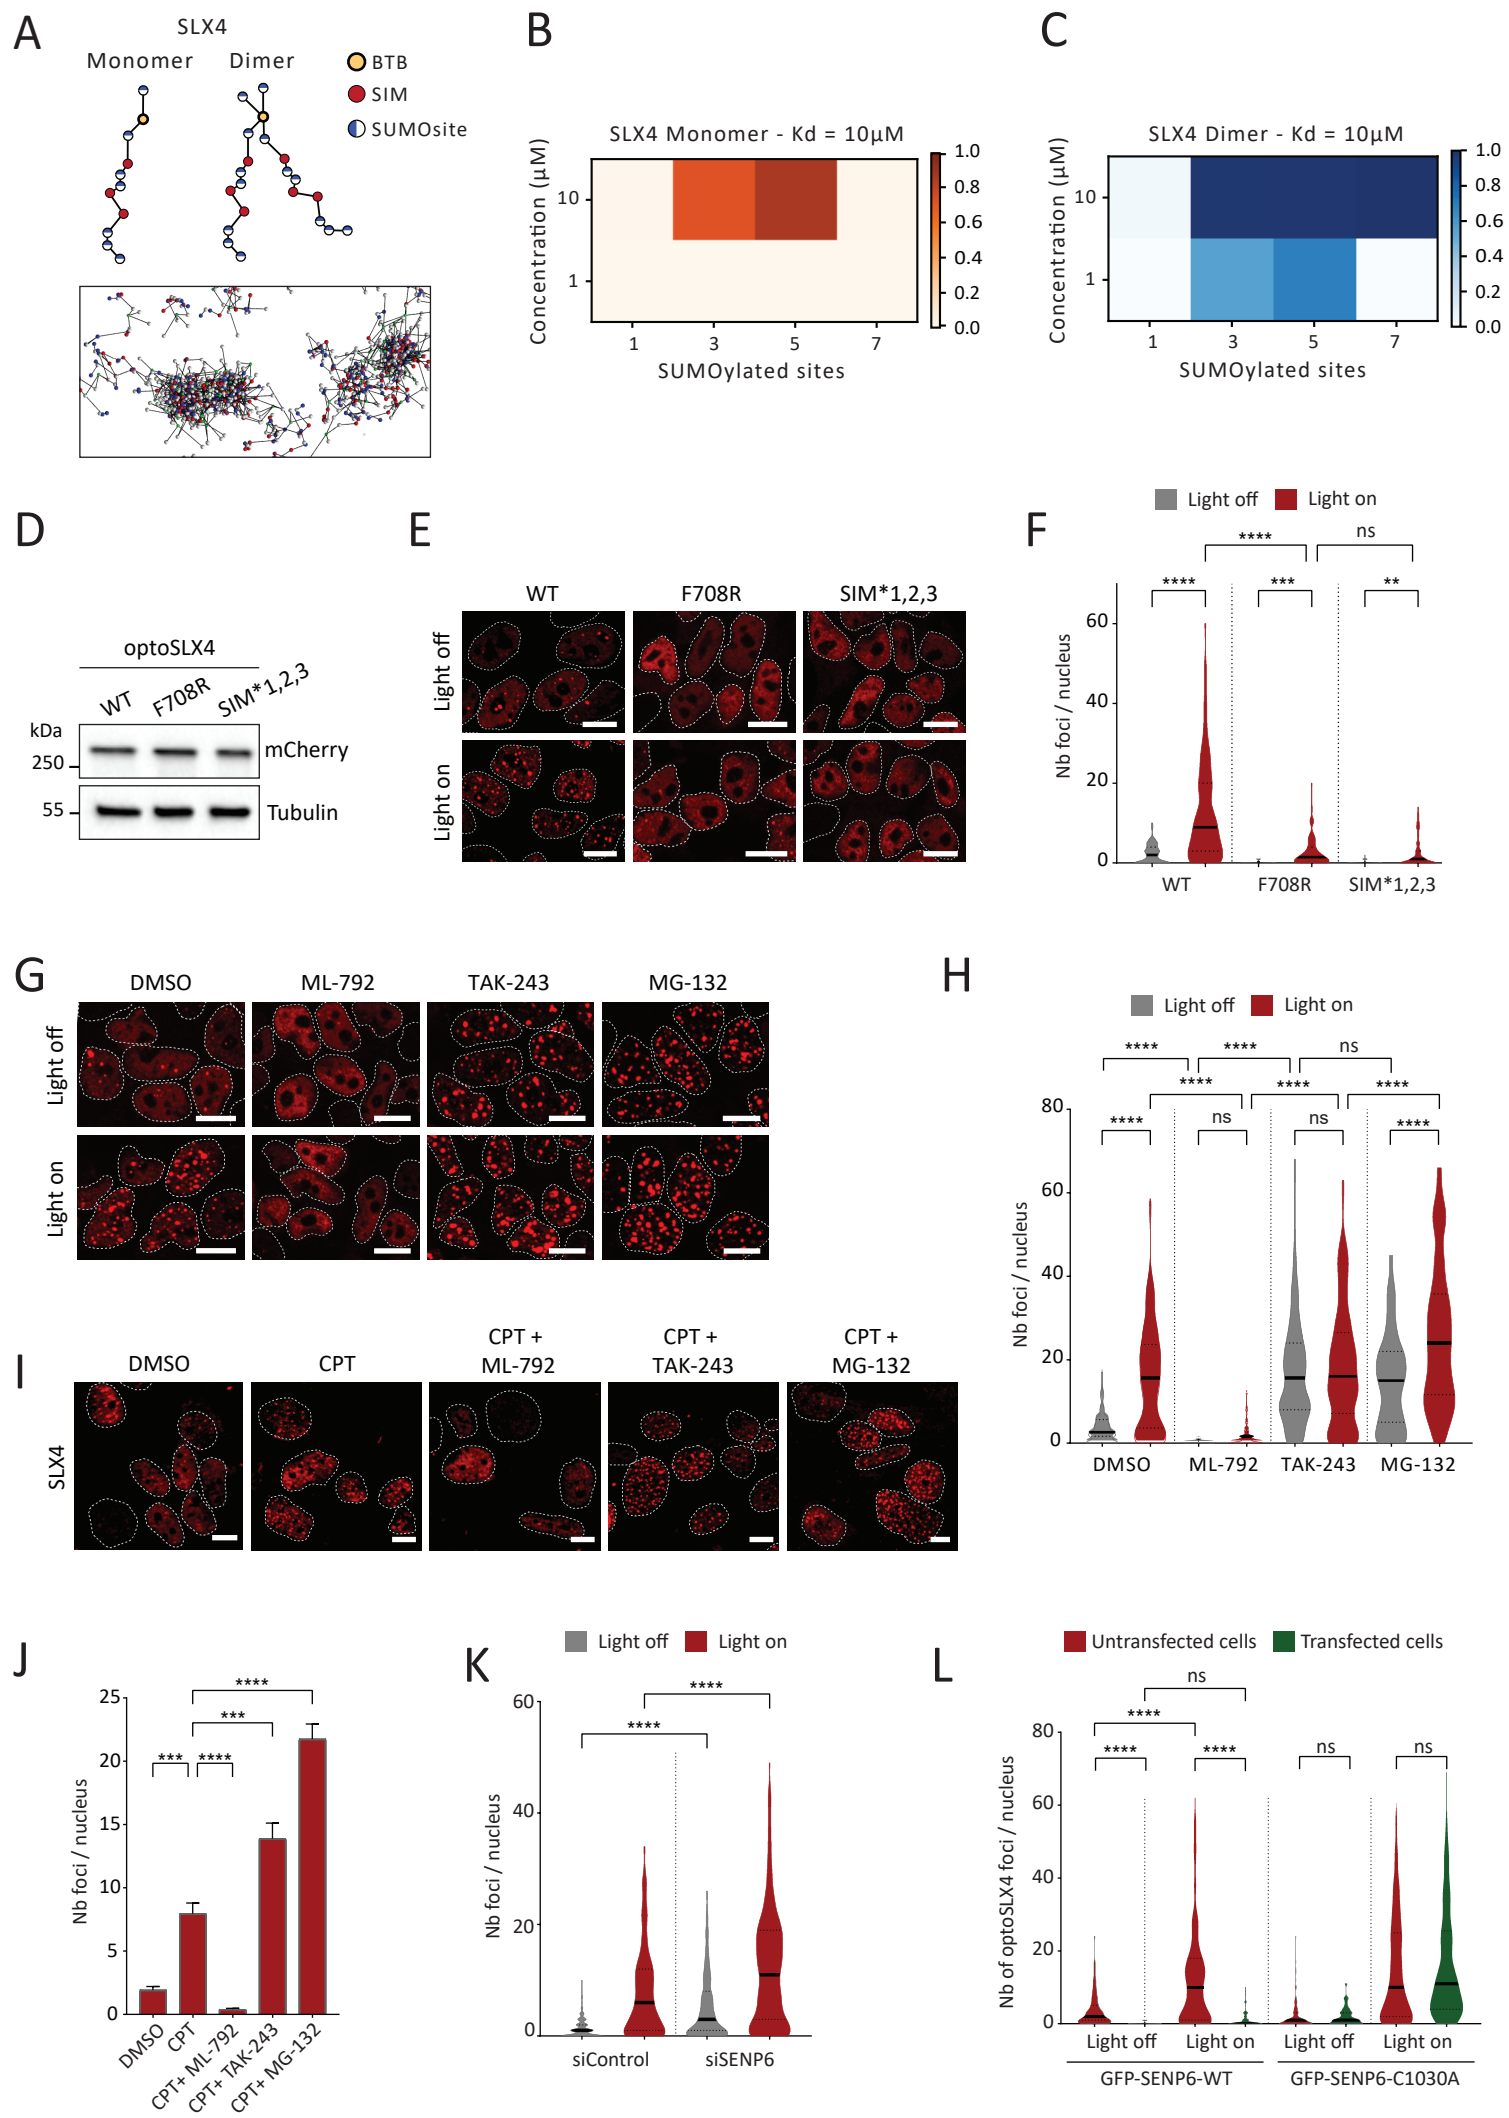 A
SLX4
Monomer Dimer
BTB
SIM
SUMOsite
B
SLX4 Monomer - Kd = 10µM
Concentration (µM)
10
1
1 3 5 7
SUMOylated sites
1.0
0.8
0.6
0.4
0.2
0.0
C
SLX4 Dimer - Kd = 10µM
Concentration (µM)
10
1
1 3 5 7
SUMOylated sites
1.0
0.8
0.6
0.4
0.2
0.0
D
optoSLX4
WT F708R SIM*1,2,3
kDa
250
55
mCherry
Tubulin
E
WT F708R SIM*1,2,3
Light off
Light on
F
Light off Light on
**** ns
**** *** **
Nb foci / nucleus
60
40
20
0
WT F708R SIM*1,2,3
G
DMSO ML-792 TAK-243 MG-132
Light off
Light on
H
Light off Light on
**** **** ns
**** **** ****
**** ns ns ****
Nb foci / nucleus
80
60
40
20
0
DMSO ML-792 TAK-243 MG-132
I
DMSO CPT CPT + ML-792 CPT + TAK-243 CPT + MG-132
SLX4
J
****
***
*** ****
Nb foci / nucleus
25
20
15
10
5
0
DMSO
CPT
CPT+ ML-792
CPT+ TAK-243
CPT+ MG-132
K
Light off Light on
****
****
Nb foci / nucleus
60
40
20
0
siControl siSENP6
L
Untransfected cells Transfected cells
ns
****
**** **** ns ns
Nb of optoSLX4 foci / nucleus
80
60
40
20
0
Light off Light on Light off Light on
GFP-SENP6-WT GFP-SENP6-C1030A